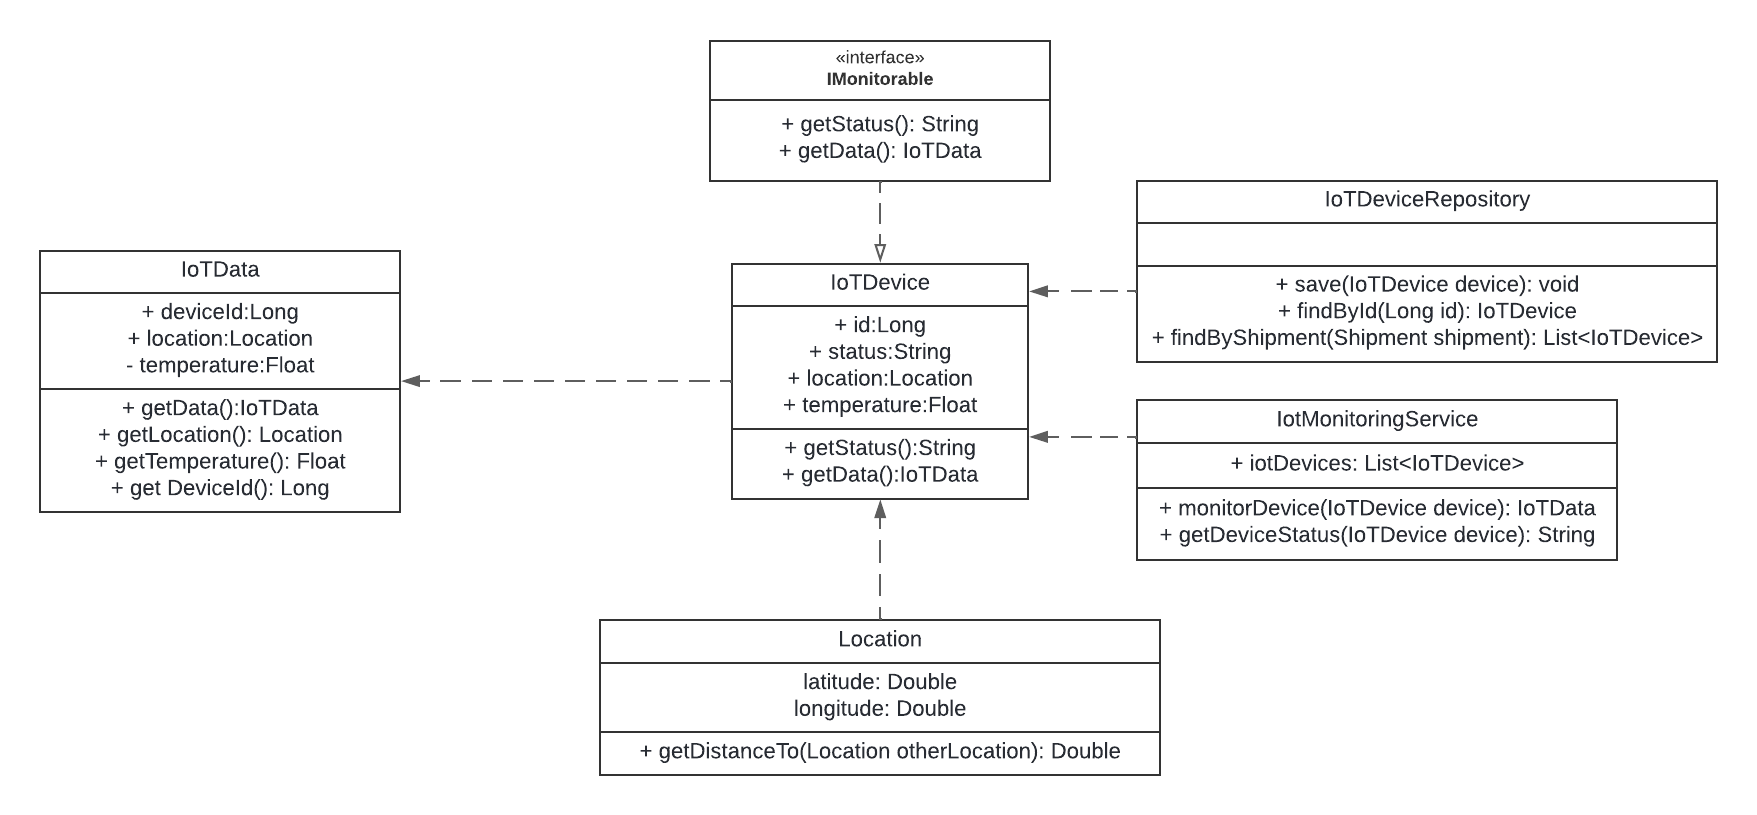 «interface»
IMonitorable
+ getStatus(): String
+ getData(): IoTData
IoTDeviceRepository
+ save(IoTDevice device): void
+ findById(Long id): IoTDevice
+ findByShipment(Shipment shipment): List<IoTDevice>
IoTData
+ deviceId:Long
+ location:Location
- temperature:Float
+ getData():IoTData
+ getLocation(): Location
+ getTemperature(): Float
+ get DeviceId(): Long
IoTDevice
+ id:Long
+ status:String
+ location:Location
+ temperature:Float
+ getStatus():String
+ getData():IoTData
IotMonitoringService
+ iotDevices: List<IoTDevice>
+ monitorDevice(IoTDevice device): IoTData
+ getDeviceStatus(IoTDevice device): String
Location
latitude: Double
longitude: Double
+ getDistanceTo(Location otherLocation): Double